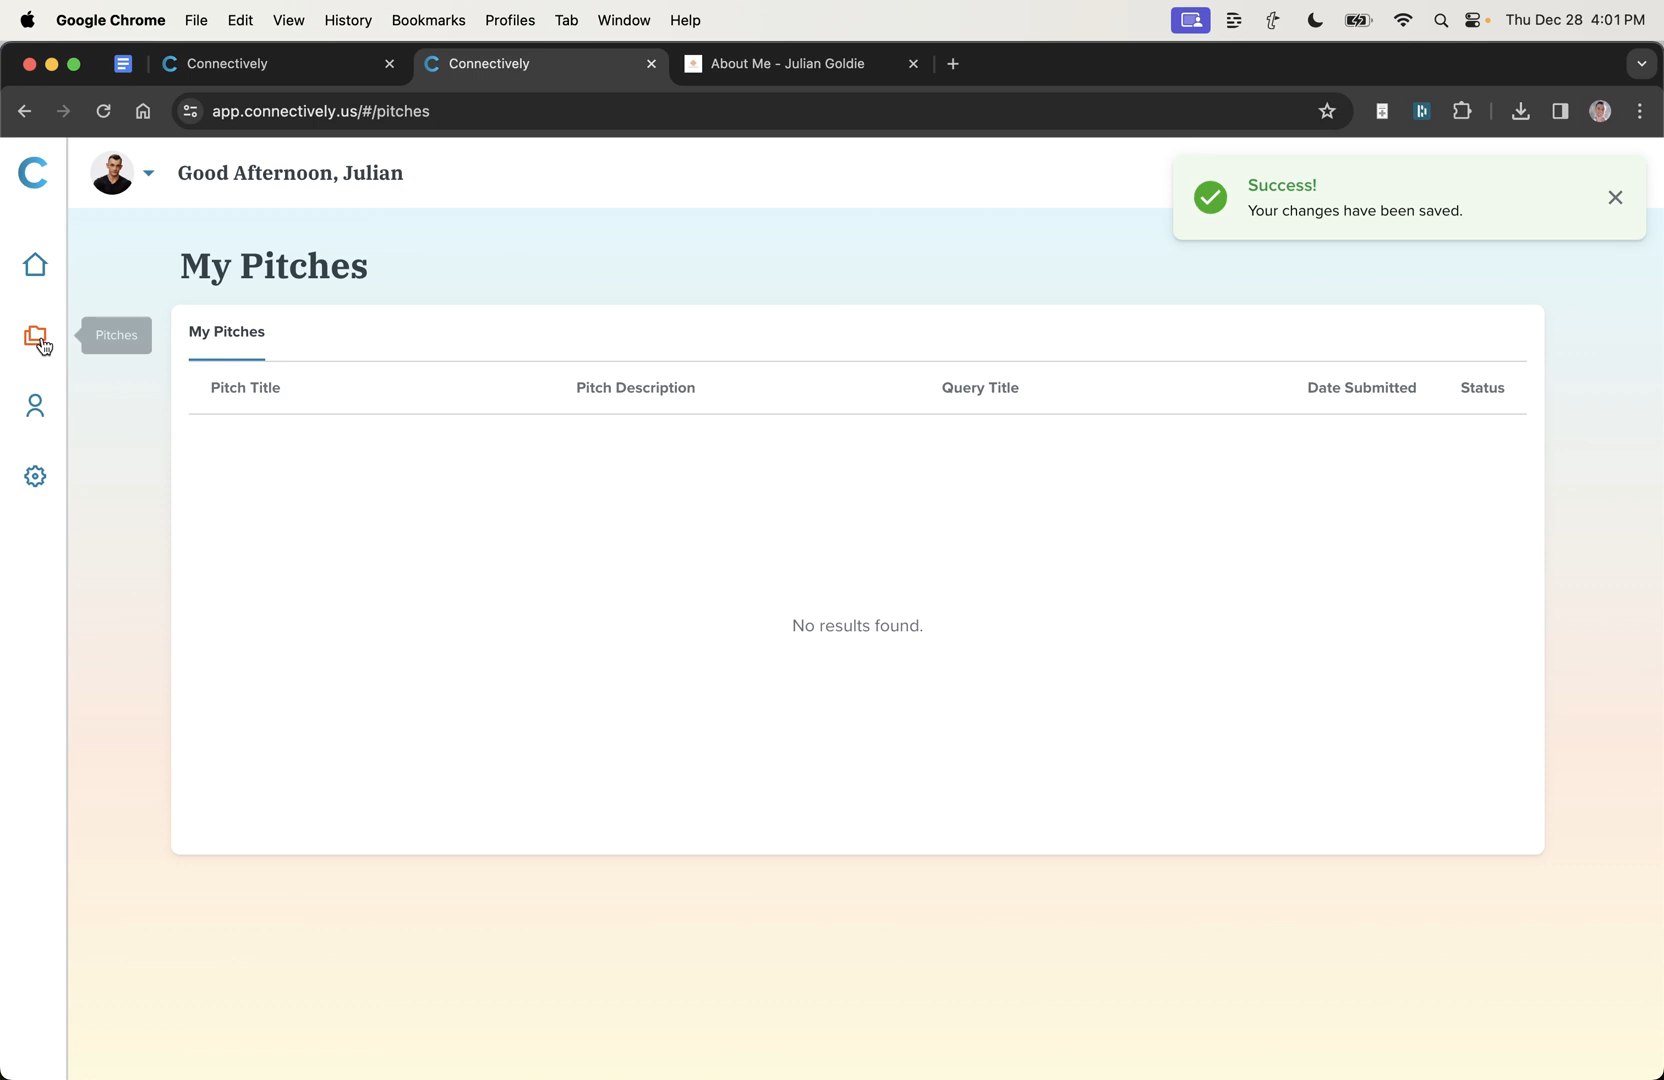 Google Chrome File Edit View History Bookmarks Profiles Tab Window Help Thu Dec 28 4:01 PM
Connectively Connectively About Me - Julian Goldie
app.connectively.us/#/pitches
Good Afternoon, Julian
Success!
Your changes have been saved.
My Pitches
Pitches
My Pitches
Pitch Title Pitch Description Query Title Date Submitted Status
No results found.